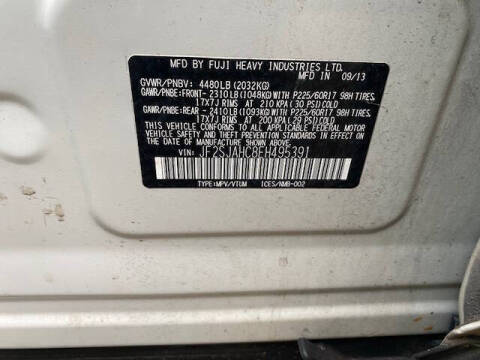 MFD BY FUJI HEAVY INDUSTRIES LTD.
MADE IN 09/13
GVWR/PNBV: 4480LB(2032KG)
GAWR/PNBE:FRONT- 2310LB(1048KG)WITH P225/60R17 98H TIRES.
17X7J RIMS AT 210 KPA(30 PSI)COLD
GAWR/PNBE:REAR - 2410LB(1093KG)WITH P225/60R17 98H TIRES.
17X7J RIMS AT 200 KPA(29 PSI)COLD
THIS VEHICLE CONFORMS TO ALL APPLICABLE
FEDERAL MOTOR VEHICLE SAFETY, BUMPER, AND
THEFT PREVENTION STANDARDS IN EFFECT ON THE
DATE OF MANUFACTURE SHOWN ABOVE.
VIN: JF2SJAHC8EH495391
TYPE:MPV/VTUM ICES/NMB-002